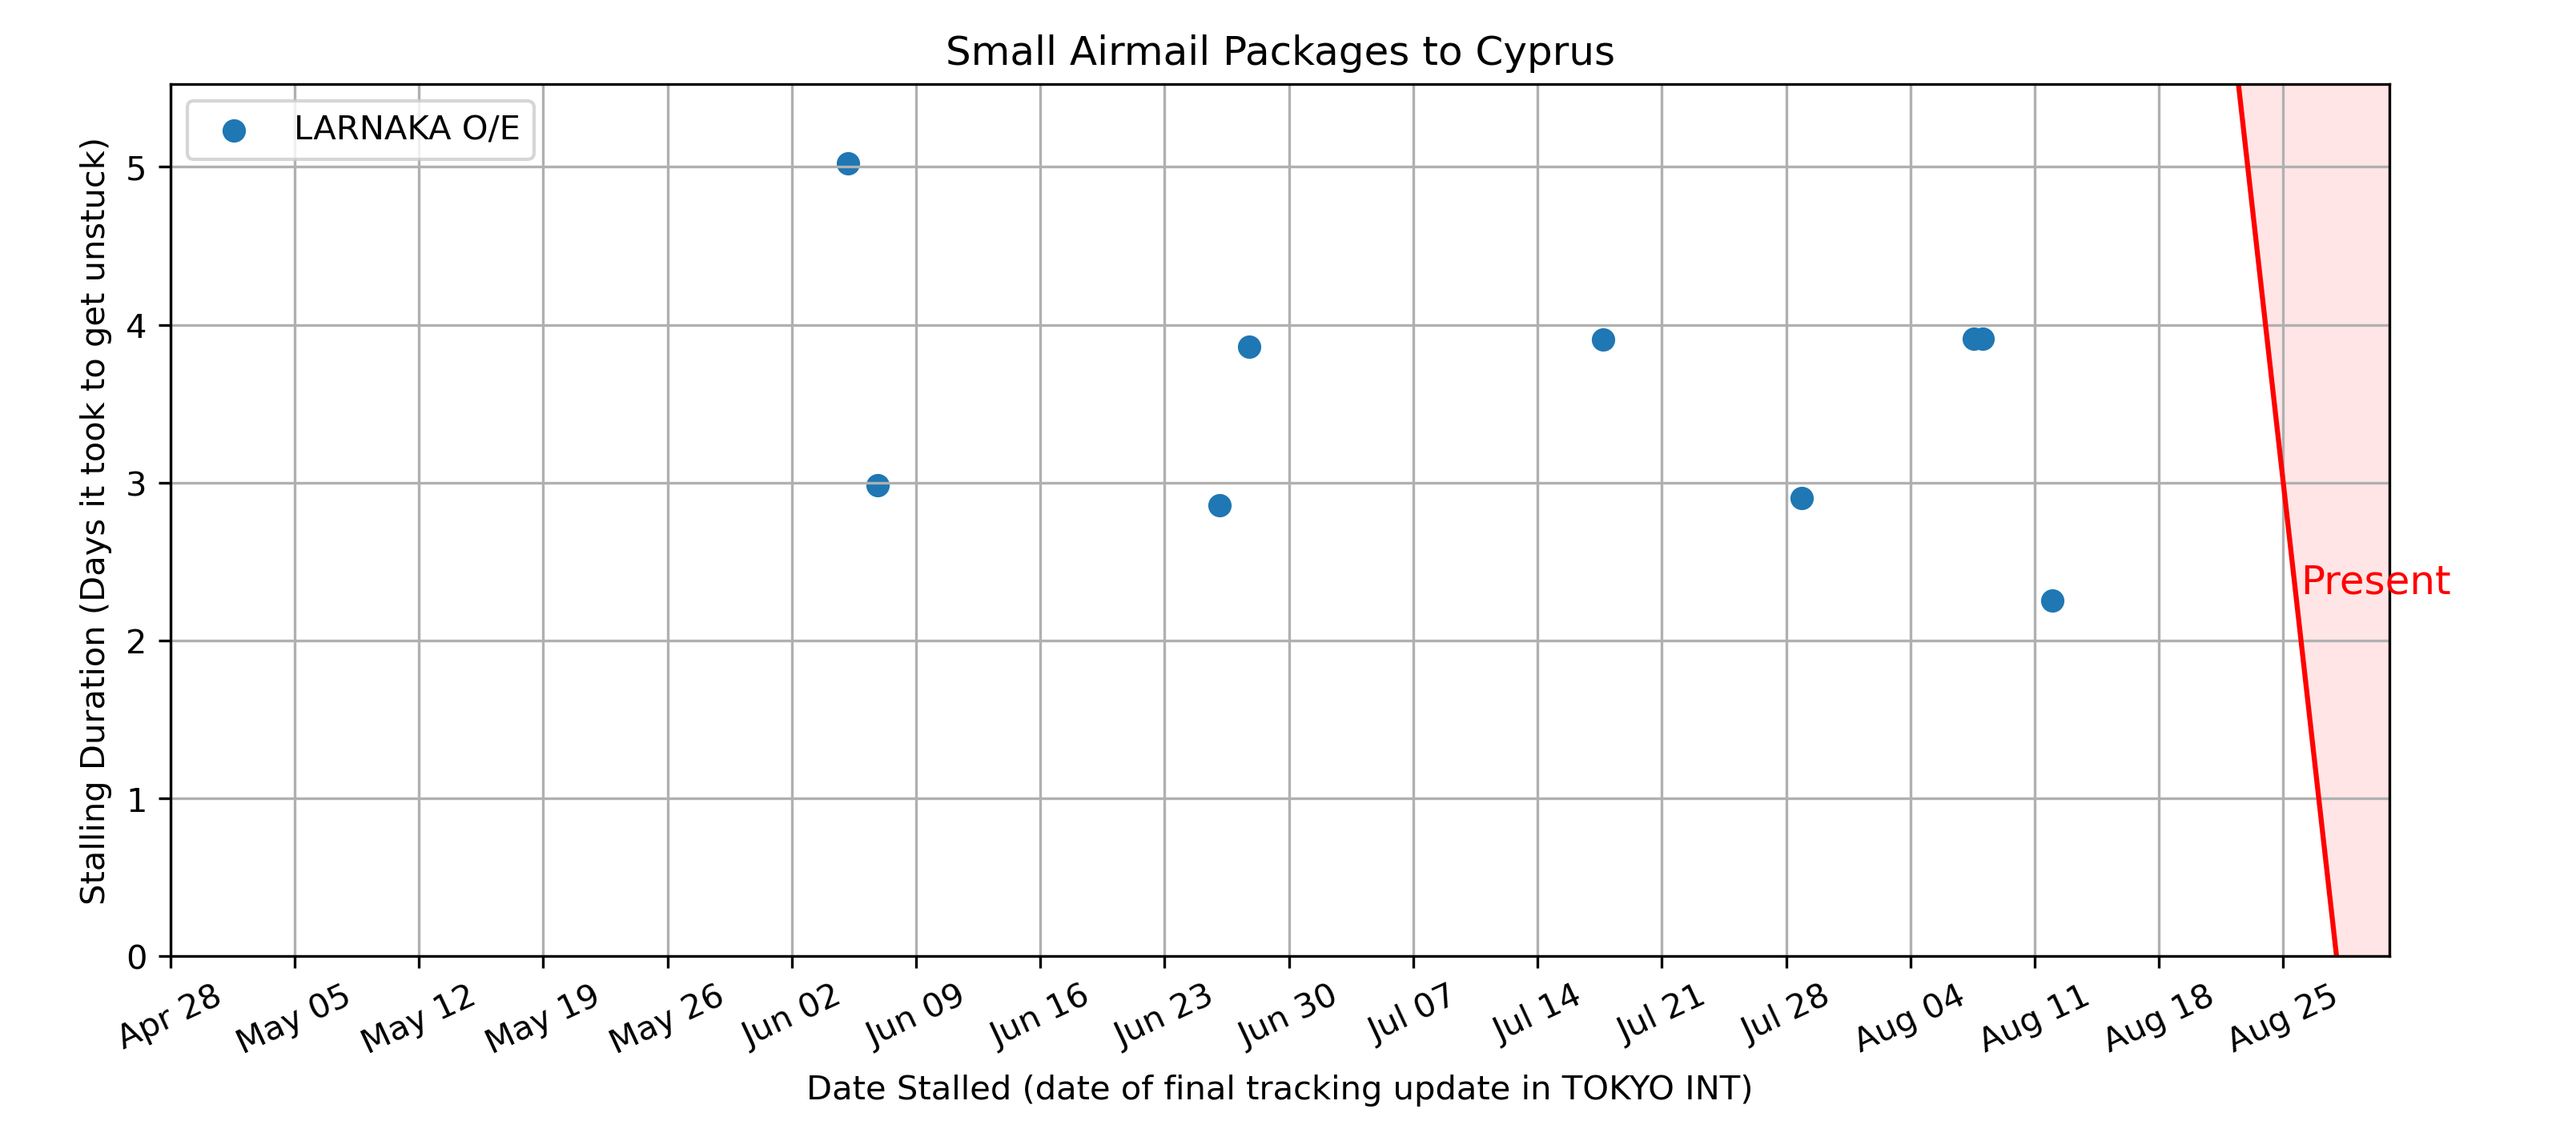 Small Airmail Packages to Cyprus
LARNAKA O/E
Stalling Duration (Days it took to get unstuck)
5
4
3
2
1
0
Present
Apr 28
May 05
May 12
May 19
May 26
Jun 02
Jun 09
Jun 16
Jun 23
Jun 30
Jul 07
Jul 14
Jul 21
Jul 28
Aug 04
Aug 11
Aug 18
Aug 25
Date Stalled (date of final tracking update in TOKYO INT)